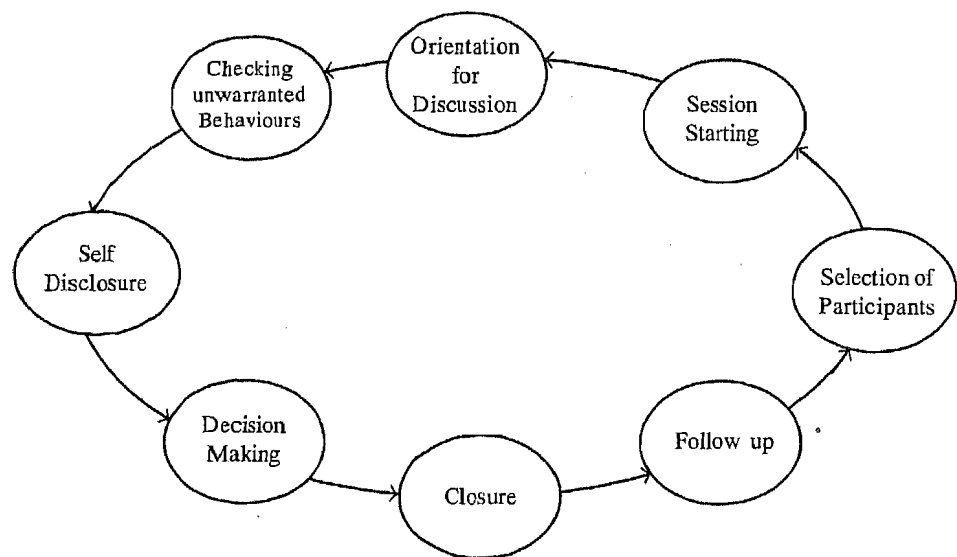 Orientation
for
Discussion
Checking
unwarranted
Behaviours
Session
Starting
Self
Disclosure
Selection of
Participants
Decision
Making
Follow up
Closure